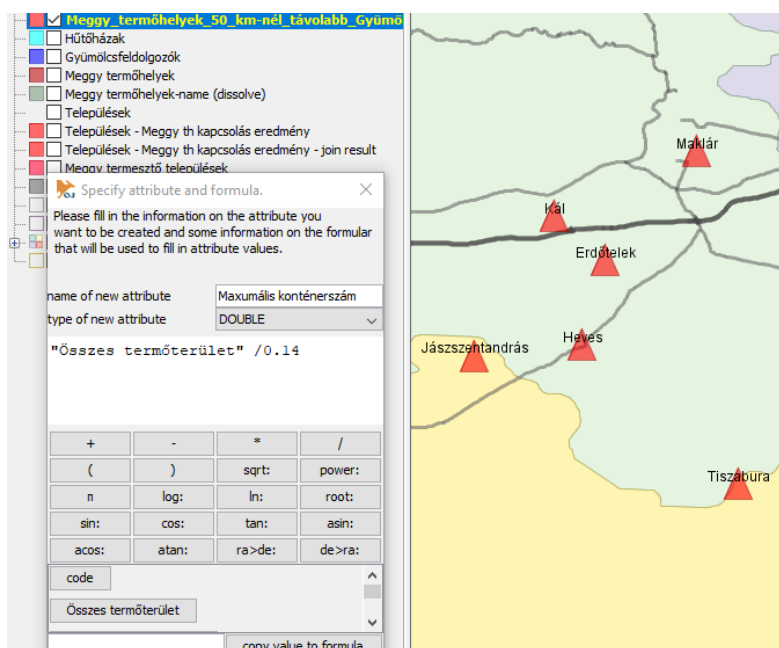 Meggy_termőhelyek_50_km-nél_távolabb_Gyümö
Hűtőházak
Gyümölcsfeldolgozók
Meggy termőhelyek
Meggy termőhelyek-name (dissolve)
Települések
Települések - Meggy th kapcsolás eredmény
Települések - Meggy th kapcsolás eredmény - join result
Meggy termesztő települések
Specify attribute and formula.
Please fill in the information on the attribute you
want to be created and some information on the formular
that will be used to fill in attribute values.
name of new attribute Maxumális konténerszám
type of new attribute DOUBLE
"Összes termőterület" /0.14
+ - * /
( ) sqrt: power:
π log: ln: root:
sin: cos: tan: asin:
acos: atan: ra>de: de>ra:
code
Összes termőterület
copy value to formula
Maklár
Kál
Erdőtelek
Heves
Jászszentandrás
Tiszabura